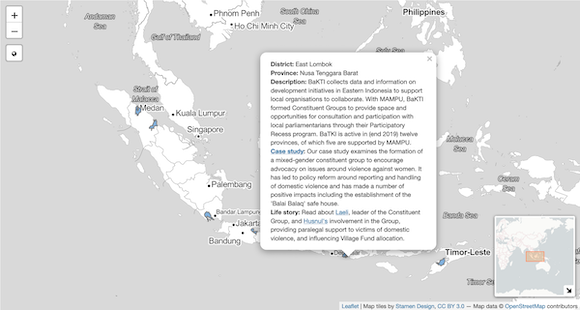 +
−
Andaman
Sea
Phnom Penh
South China
Sea
Ho Chi Minh City
Gulf of Thailand
Philippines
Sulu Sea
Strait of
Malacca
Medan
Kuala Lumpur
Singapore
Palembang
Bandar Lampung
Jakarta
Bandung
×
District: East Lombok
Province: Nusa Tenggara Barat
Description: BaKTI collects data and information on
development initiatives in Eastern Indonesia to support
local organisations to collaborate. With MAMPU, BaKTI
formed Constituent Groups to provide space and
opportunities for consultation and participation with
local parliamentarians through their Participatory
Recess program. BaTKI is active in (end 2019) twelve
provinces, of which five are supported by MAMPU.
Case study: Our case study examines the formation of
a mixed-gender constituent group to encourage
advocacy on issues around violence against women. It
has led to policy reform around reporting and handling
of domestic violence and has made a number of
positive impacts including the establishment of the
'Balai Balaq' safe house.
Life story: Read about Laeli, leader of the Constituent
Group, and Husnul's involvement in the Group,
providing paralegal support to victims of domestic
violence, and influencing Village Fund allocation.
Molucca
Sea
Ceram
Sea
Banda Sea
Timor-Leste
Timor
Leaflet | Map tiles by Stamen Design, CC BY 3.0 — Map data © OpenStreetMap contributors